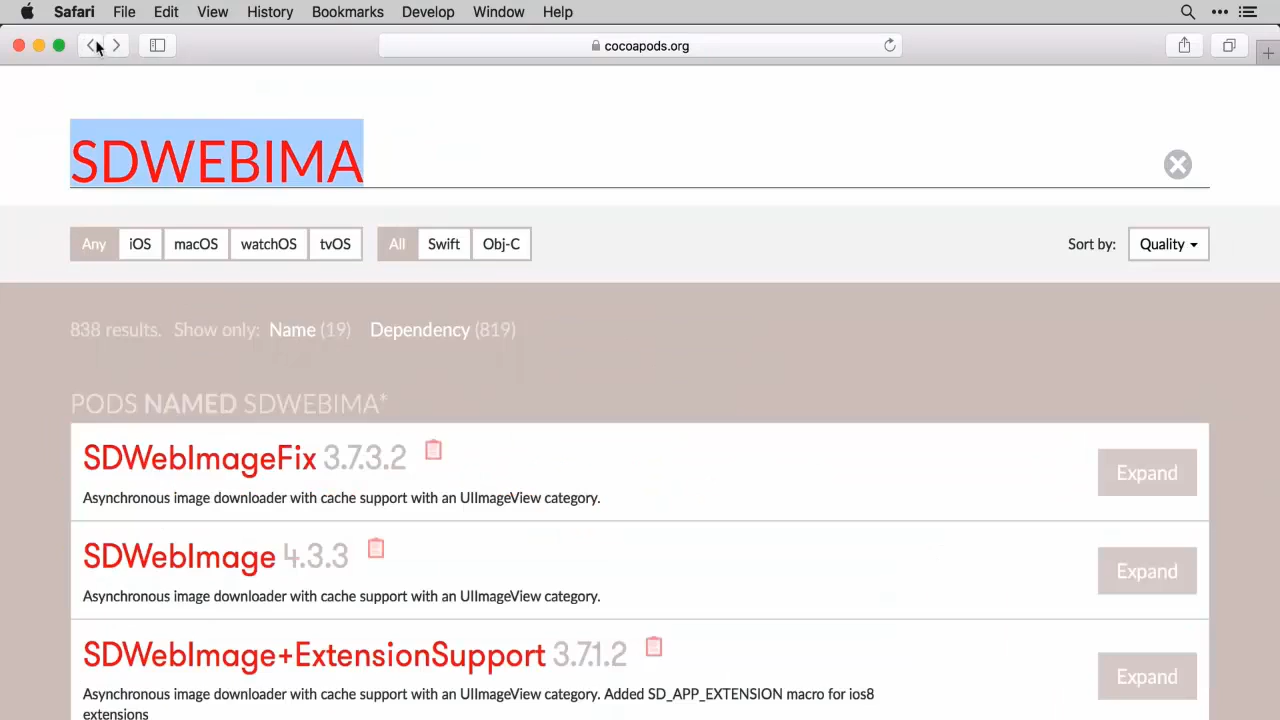 Safari File Edit View History Bookmarks Develop Window Help
cocoapods.org
SDWEBIMA
Any iOS macOS watchOS tvOS All Swift Obj-C Sort by: Quality
838 results. Show only: Name (19) Dependency (819)
PODS NAMED SDWEBIMA*
SDWebImageFix 3.7.3.2
Expand
Asynchronous image downloader with cache support with an UIImageView category.
SDWebImage 4.3.3
Expand
Asynchronous image downloader with cache support with an UIImageView category.
SDWebImage+ExtensionSupport 3.7.1.2
Expand
Asynchronous image downloader with cache support with an UIImageView category. Added SD_APP_EXTENSION macro for ios8
extensions